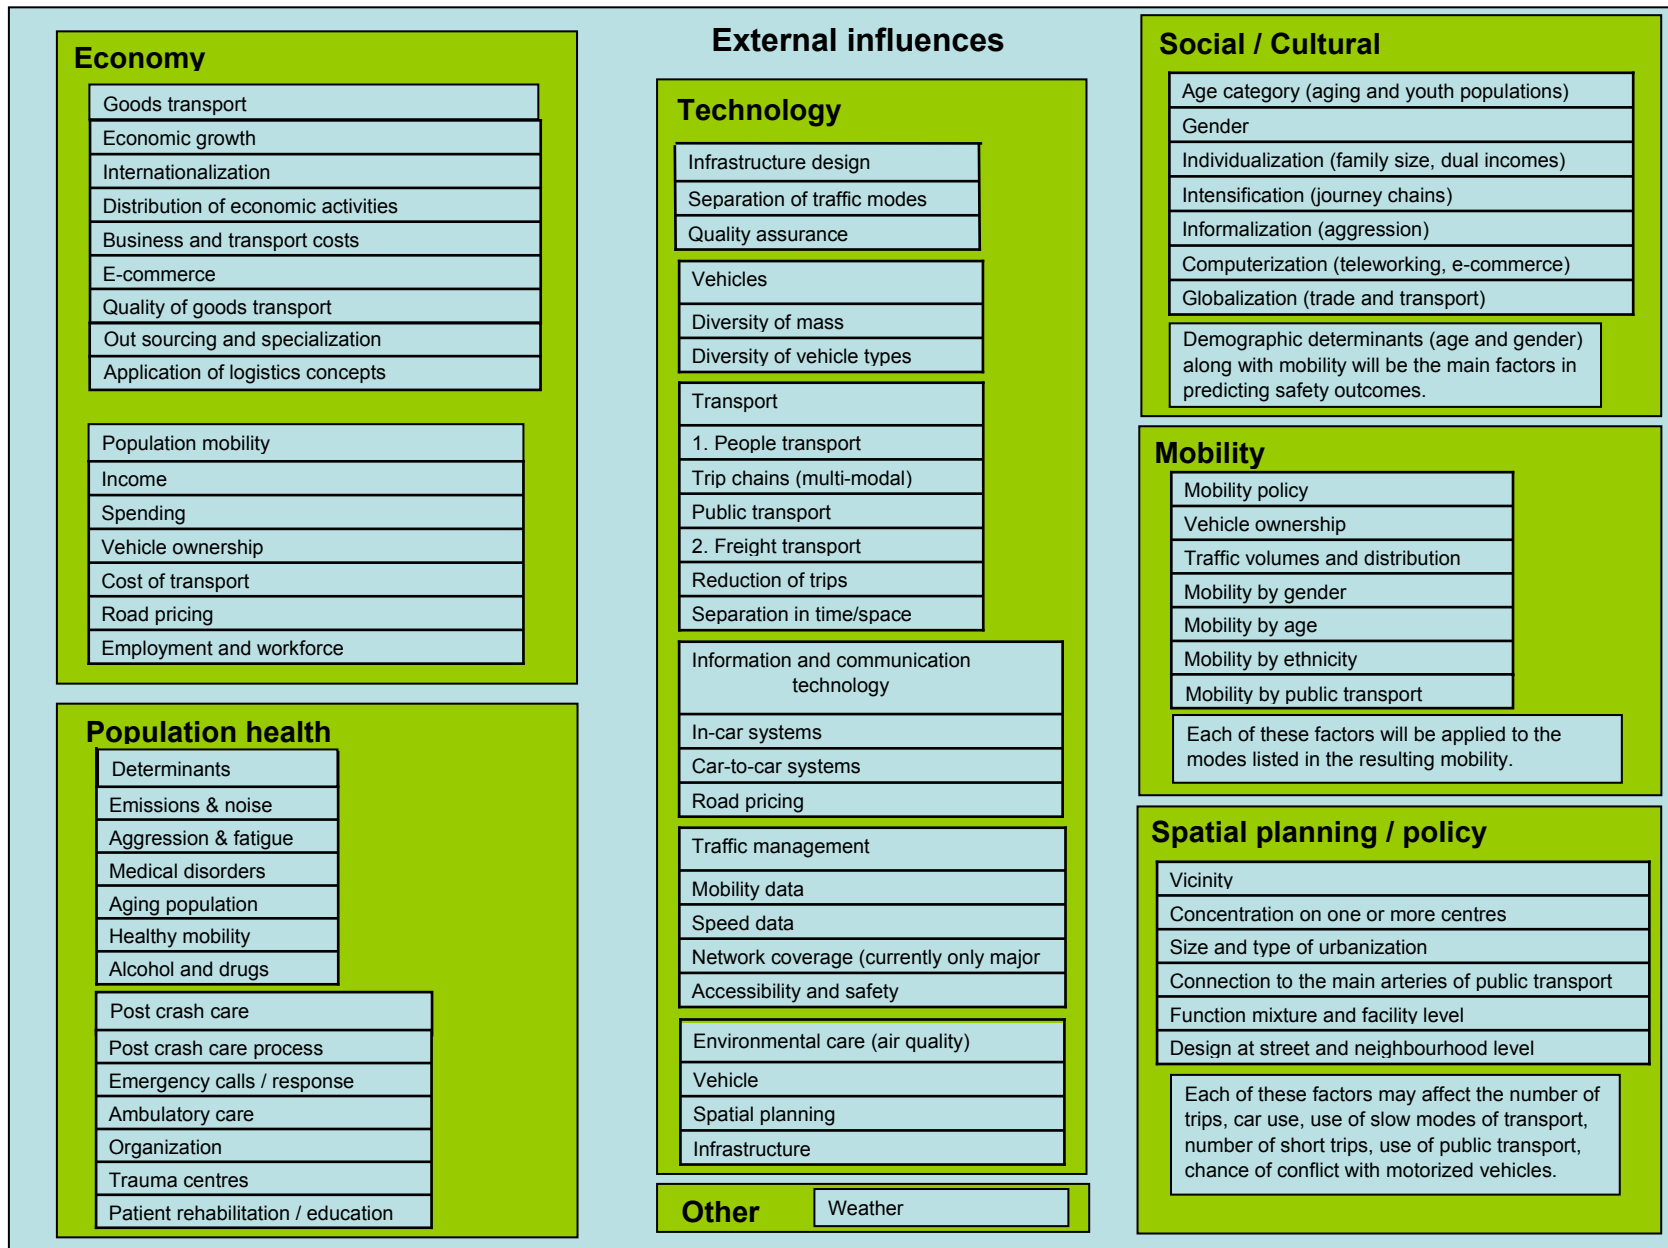 External influences
Economy
Goods transport
Economic growth
Internationalization
Distribution of economic activities
Business and transport costs
E-commerce
Quality of goods transport
Out sourcing and specialization
Application of logistics concepts
Population mobility
Income
Spending
Vehicle ownership
Cost of transport
Road pricing
Employment and workforce
Population health
Determinants
Emissions & noise
Aggression & fatigue
Medical disorders
Aging population
Healthy mobility
Alcohol and drugs
Post crash care
Post crash care process
Emergency calls / response
Ambulatory care
Organization
Trauma centres
Patient rehabilitation / education
Technology
Infrastructure design
Separation of traffic modes
Quality assurance
Vehicles
Diversity of mass
Diversity of vehicle types
Transport
1. People transport
Trip chains (multi-modal)
Public transport
2. Freight transport
Reduction of trips
Separation in time/space
Information and communication
technology
In-car systems
Car-to-car systems
Road pricing
Traffic management
Mobility data
Speed data
Network coverage (currently only major
Accessibility and safety
Environmental care (air quality)
Vehicle
Spatial planning
Infrastructure
Other
Weather
Social / Cultural
Age category (aging and youth populations)
Gender
Individualization (family size, dual incomes)
Intensification (journey chains)
Informalization (aggression)
Computerization (teleworking, e-commerce)
Globalization (trade and transport)
Demographic determinants (age and gender)
along with mobility will be the main factors in
predicting safety outcomes.
Mobility
Mobility policy
Vehicle ownership
Traffic volumes and distribution
Mobility by gender
Mobility by age
Mobility by ethnicity
Mobility by public transport
Each of these factors will be applied to the
modes listed in the resulting mobility.
Spatial planning / policy
Vicinity
Concentration on one or more centres
Size and type of urbanization
Connection to the main arteries of public transport
Function mixture and facility level
Design at street and neighbourhood level
Each of these factors may affect the number of
trips, car use, use of slow modes of transport,
number of short trips, use of public transport,
chance of conflict with motorized vehicles.